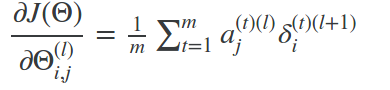 ∂J(Θ)/∂Θ_{i,j}^{(l)} = 1/m ∑_{t=1}^{m} a_j^{(t)(l)} δ_i^{(t)(l+1)}